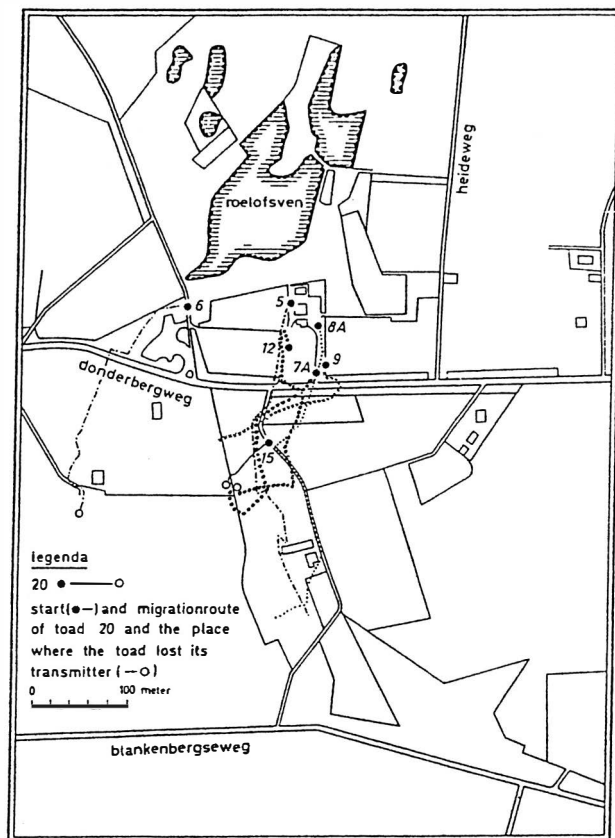 heideweg
roelofsven
6
5
8A
12
9
7A
donderbergweg
15
legenda
20
start(●–) and migrationroute
of toad 20 and the place
where the toad lost its
transmitter (–○)
0 100 meter
blankenbergseweg